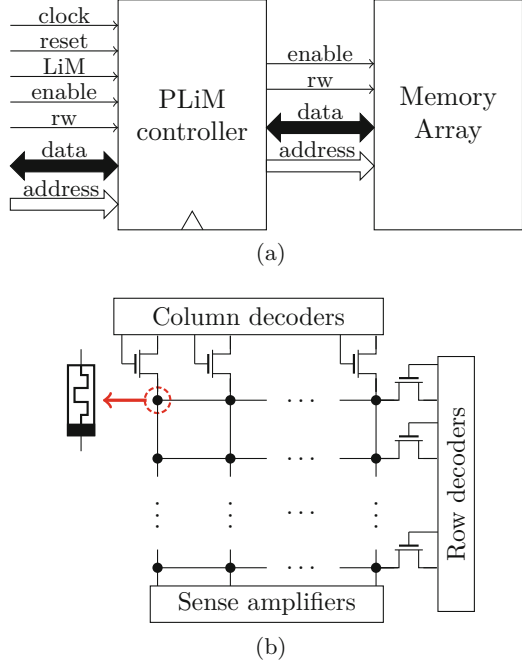 clock
reset
LiM
enable
rw
data
address
PLiM
controller
enable
rw
data
address
Memory
Array
(a)
Column decoders
Row decoders
Sense amplifiers
(b)